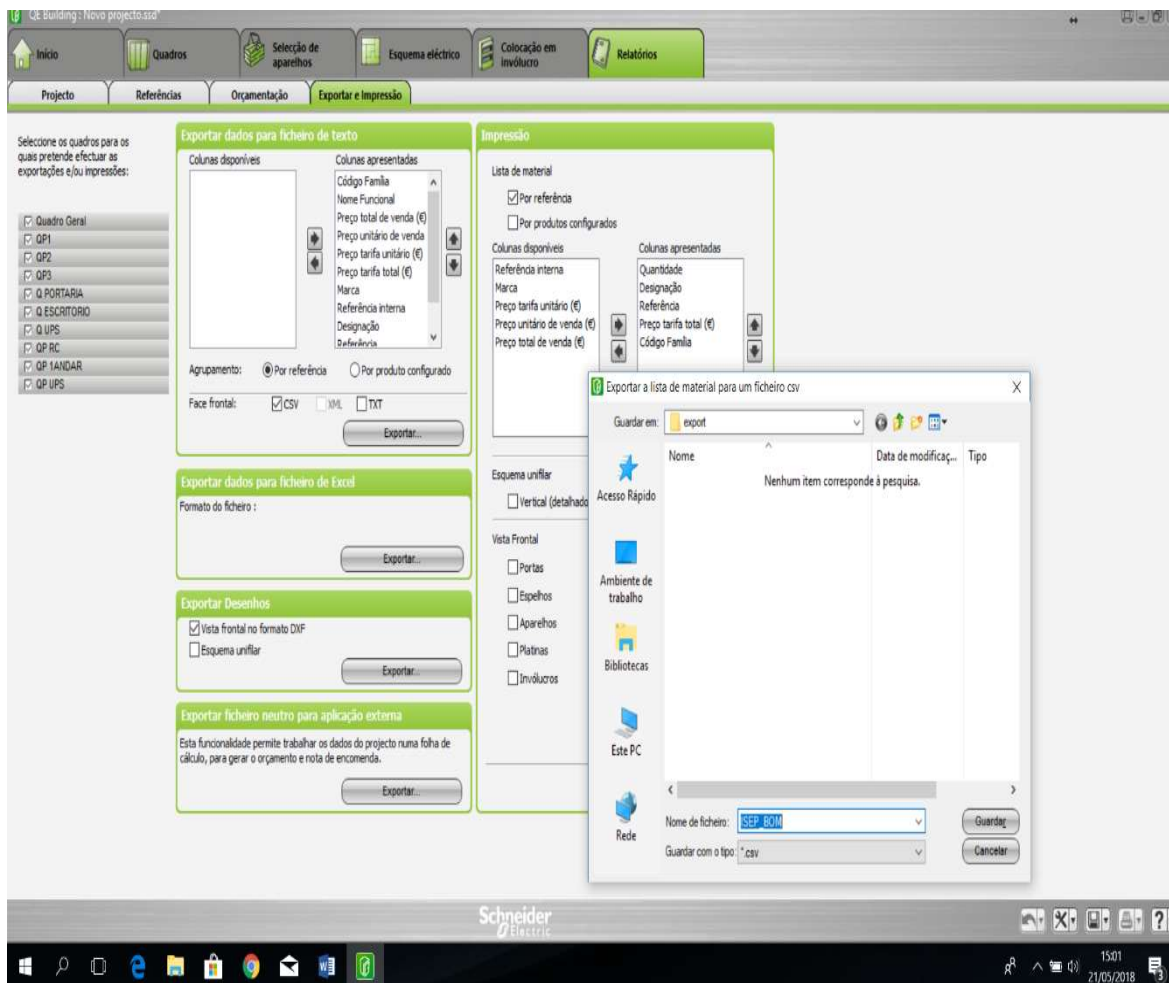 QE Building : Novo projecto.ssd*
Início
Quadros
Selecção de
aparelhos
Esquema eléctrico
Colocação em
invólucro
Relatórios
Projecto
Referências
Orçamentação
Exportar e Impressão
Seleccione os quadros para os
quais pretende efectuar as
exportações e/ou impressões:
Quadro Geral
QP1
QP2
QP3
Q PORTARIA
Q ESCRITORIO
Q UPS
QP RC
QP 1ANDAR
QP UPS
Exportar dados para ficheiro de texto
Colunas disponíveis
Colunas apresentadas
Código Família
Nome Funcional
Preço total de venda (€)
Preço unitário de venda
Preço tarifa unitário (€)
Preço tarifa total (€)
Marca
Referência interna
Designação
Referência
Agrupamento:
Por referência
Por produto configurado
Face frontal:
CSV
XML
TXT
Exportar...
Exportar dados para ficheiro de Excel
Formato do ficheiro :
Exportar...
Exportar Desenhos
Vista frontal no formato DXF
Esquema unifilar
Exportar...
Exportar ficheiro neutro para aplicação externa
Esta funcionalidade permite trabalhar os dados do projecto numa folha de
cálculo, para gerar o orçamento e nota de encomenda.
Exportar...
Impressão
Lista de material
Por referência
Por produtos configurados
Colunas disponíveis
Colunas apresentadas
Referência interna
Marca
Preço tarifa unitário (€)
Preço unitário de venda (€)
Preço total de venda (€)
Quantidade
Designação
Referência
Preço tarifa total (€)
Código Família
Esquema unifilar
Vertical (detalhado
Vista Frontal
Portas
Espelhos
Aparelhos
Platinas
Invólucros
Exportar a lista de material para um ficheiro csv
Guardar em:
export
Nome
Data de modificaç...
Tipo
Nenhum item corresponde à pesquisa.
Acesso Rápido
Ambiente de
trabalho
Bibliotecas
Este PC
Rede
Nome de ficheiro:
ISEP_BOM
Guardar
Guardar com o tipo:
*.csv
Cancelar
Schneider
Electric
15:01
21/05/2018